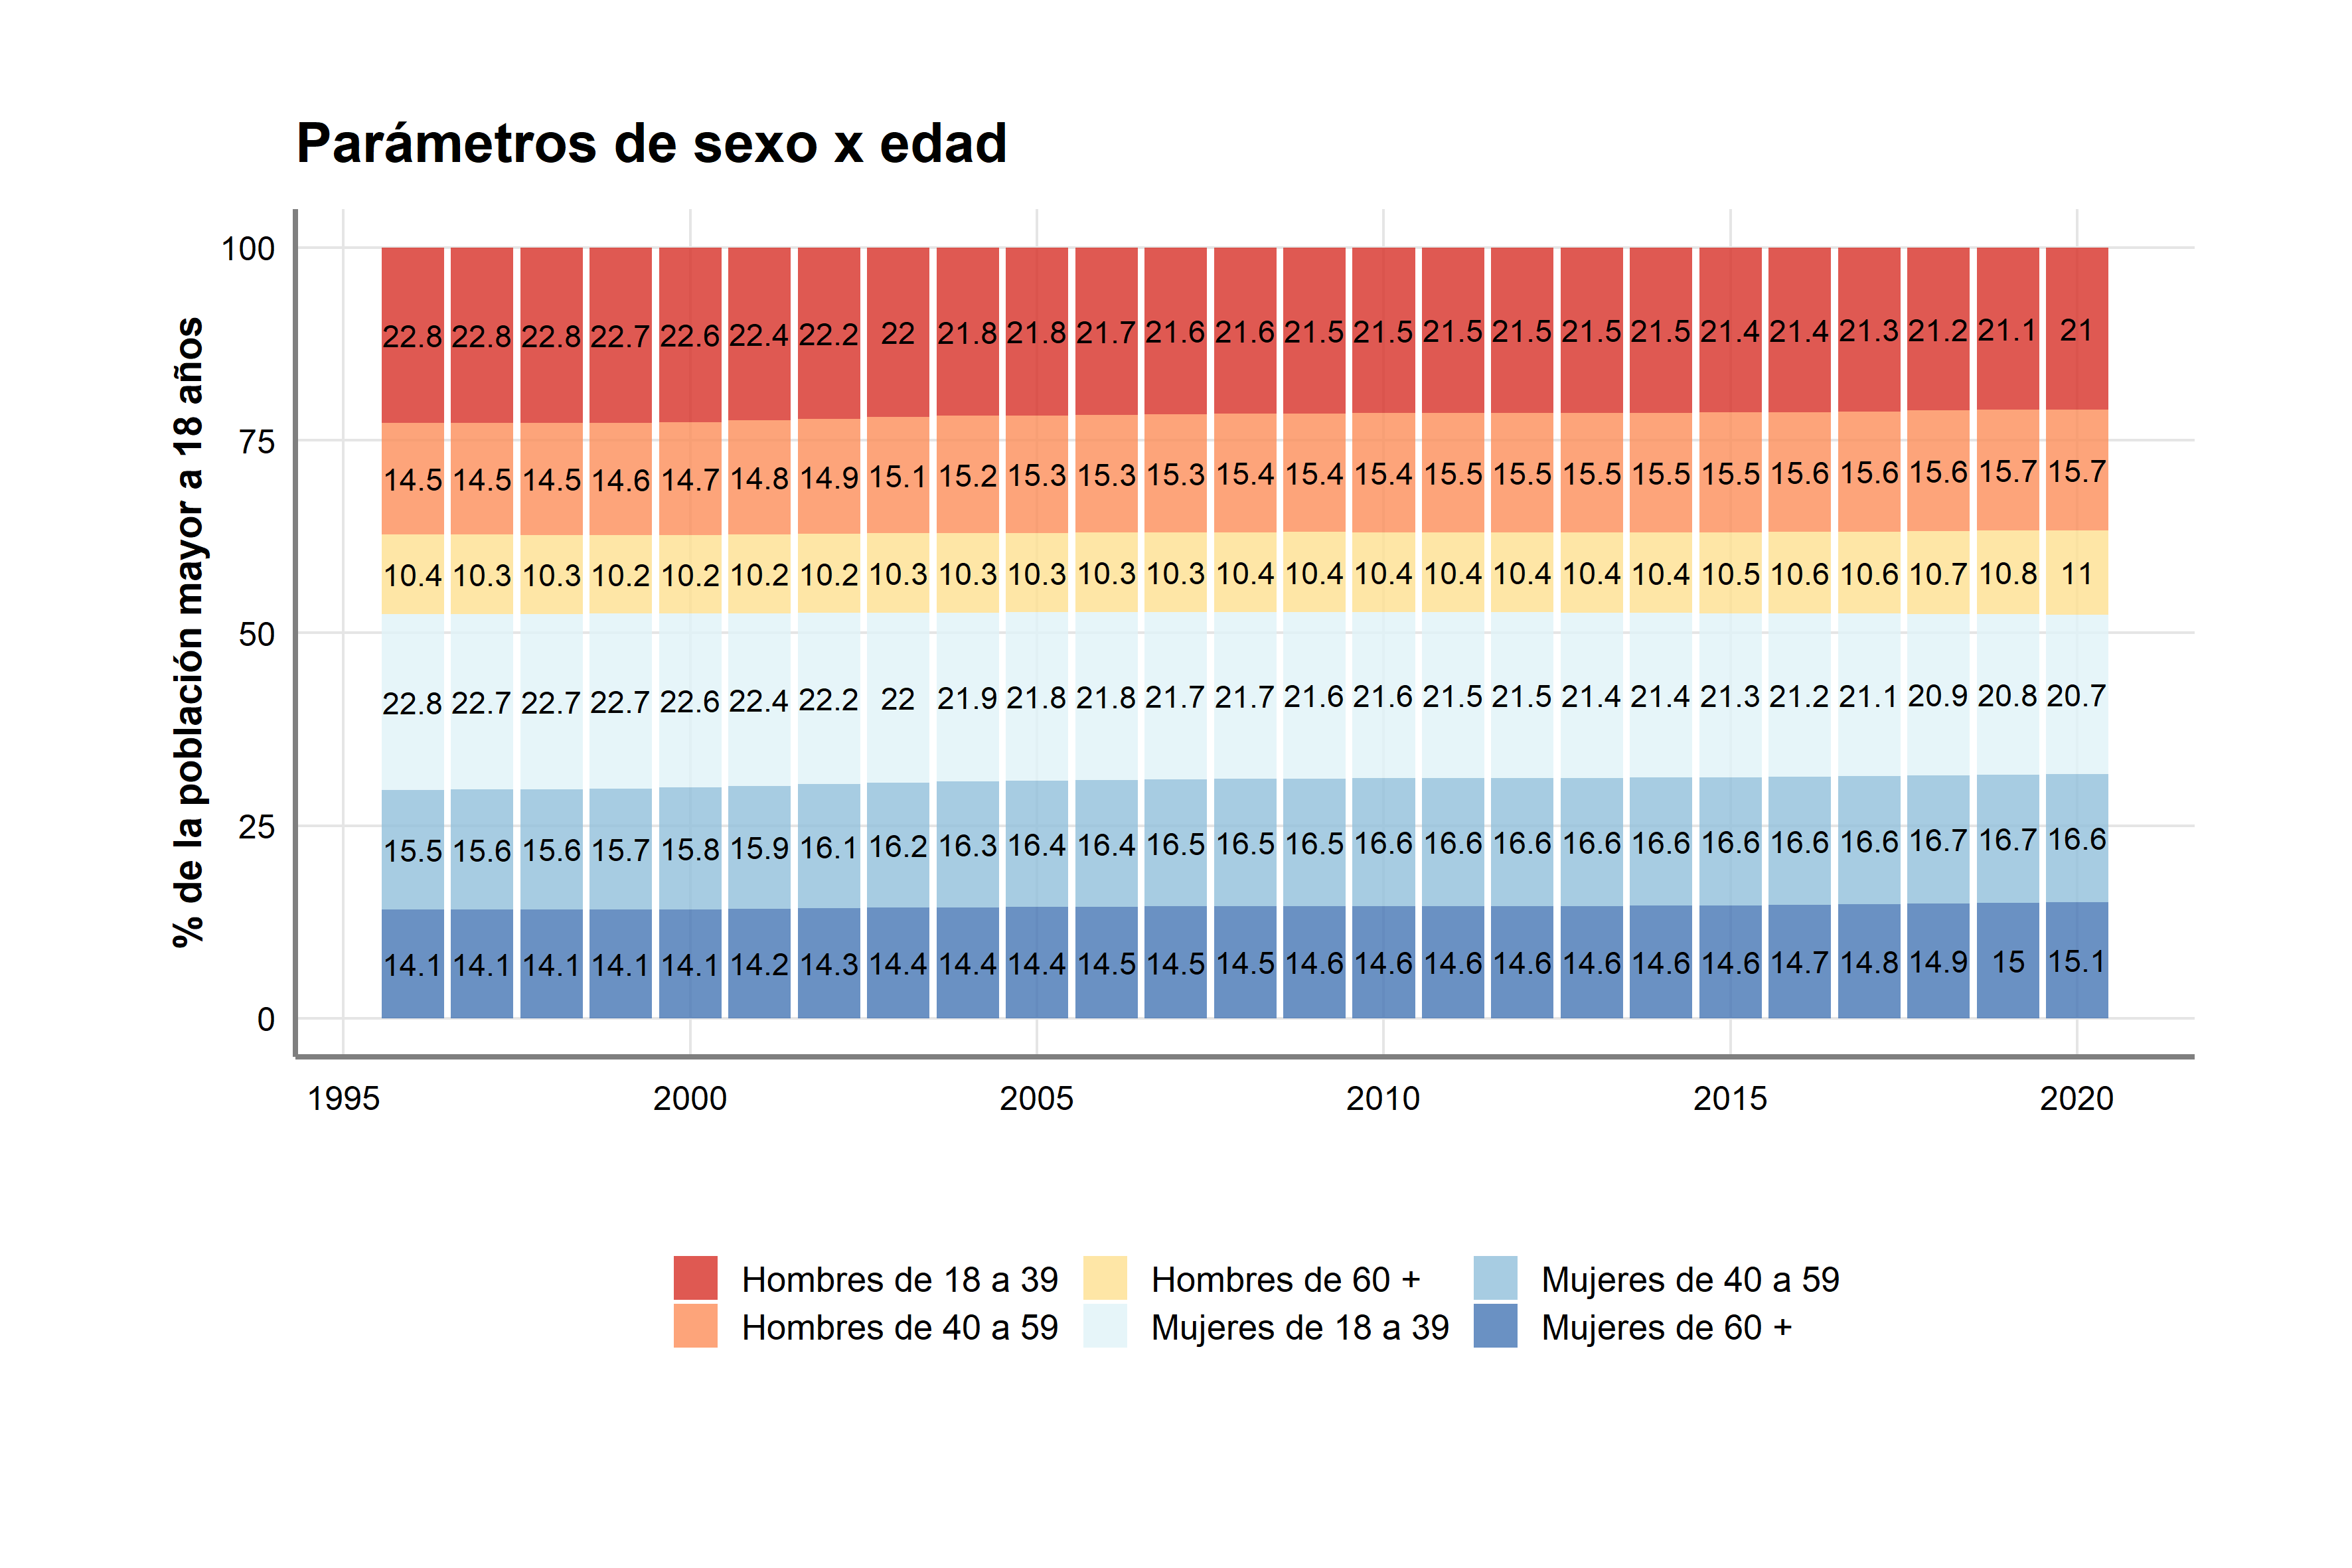 Parámetros de sexo x edad
% de la población mayor a 18 años
100
75
50
25
0
22.8 22.8 22.8 22.7 22.6 22.4 22.2 22 21.8 21.8 21.7 21.6 21.6 21.5 21.5 21.5 21.5 21.5 21.5 21.4 21.4 21.3 21.2 21.1 21
14.5 14.5 14.5 14.6 14.7 14.8 14.9 15.1 15.2 15.3 15.3 15.3 15.4 15.4 15.4 15.5 15.5 15.5 15.5 15.5 15.6 15.6 15.6 15.7 15.7
10.4 10.3 10.3 10.2 10.2 10.2 10.2 10.3 10.3 10.3 10.3 10.3 10.4 10.4 10.4 10.4 10.4 10.4 10.4 10.5 10.6 10.6 10.7 10.8 11
22.8 22.7 22.7 22.7 22.6 22.4 22.2 22 21.9 21.8 21.8 21.7 21.7 21.6 21.6 21.5 21.5 21.4 21.4 21.3 21.2 21.1 20.9 20.8 20.7
15.5 15.6 15.6 15.7 15.8 15.9 16.1 16.2 16.3 16.4 16.4 16.5 16.5 16.5 16.6 16.6 16.6 16.6 16.6 16.6 16.6 16.6 16.7 16.7 16.6
14.1 14.1 14.1 14.1 14.1 14.2 14.3 14.4 14.4 14.4 14.5 14.5 14.5 14.6 14.6 14.6 14.6 14.6 14.6 14.6 14.7 14.8 14.9 15 15.1
1995 2000 2005 2010 2015 2020
Hombres de 18 a 39 Hombres de 60 + Mujeres de 40 a 59
Hombres de 40 a 59 Mujeres de 18 a 39 Mujeres de 60 +